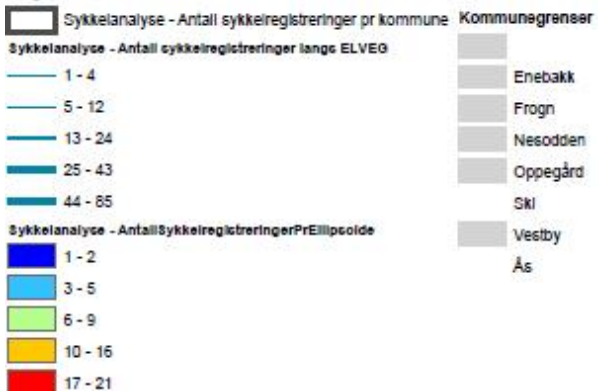 Sykkelanalyse - Antall sykkelregistreringer pr kommune
Sykkelanalyse - Antall sykkelregistreringer langs ELVEG
1 - 4
5 - 12
13 - 24
25 - 43
44 - 85
Sykkelanalyse - AntallSykkelregistreringerPrEllipsoide
1 - 2
3 - 5
6 - 9
10 - 16
17 - 21
Kommunegrenser
Enebakk
Frogn
Nesodden
Oppegård
Ski
Vestby
Ås